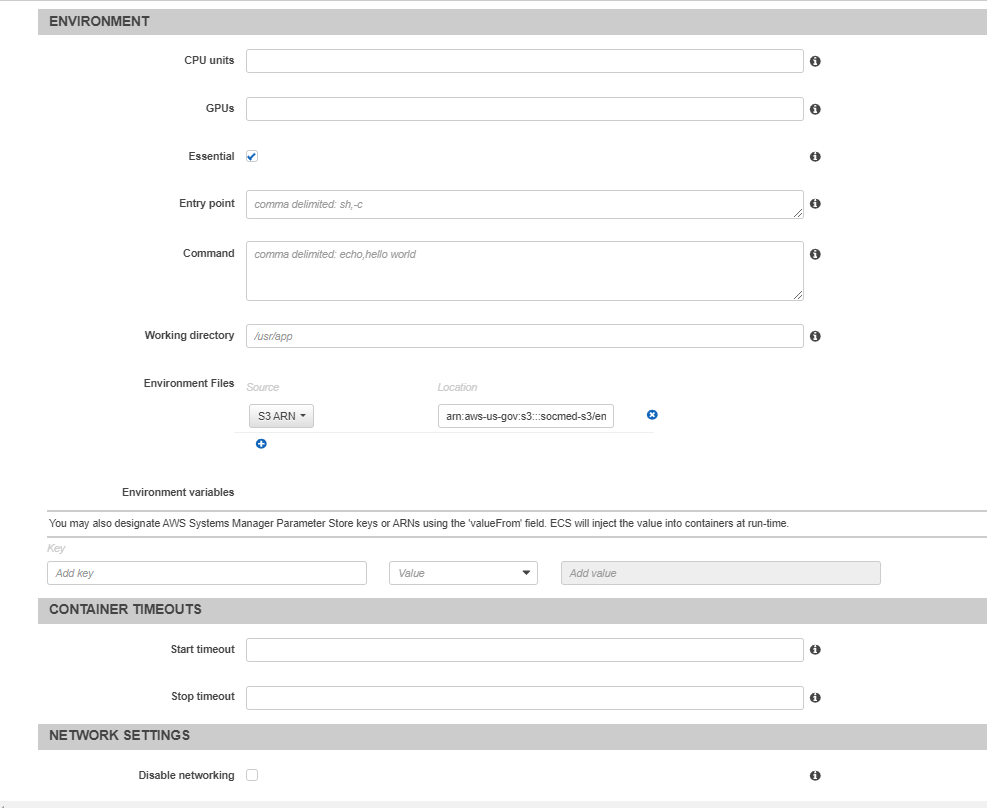 ENVIRONMENT
CPU units
GPUs
Essential
Entry point comma delimited: sh,-c
Command comma delimited: echo,hello world
Working directory /usr/app
Environment Files Source Location
S3 ARN arn:aws-us-gov:s3:::socmed-s3/en
Environment variables
You may also designate AWS Systems Manager Parameter Store keys or ARNs using the 'valueFrom' field. ECS will inject the value into containers at run-time.
Key
Add key Value Add value
CONTAINER TIMEOUTS
Start timeout
Stop timeout
NETWORK SETTINGS
Disable networking